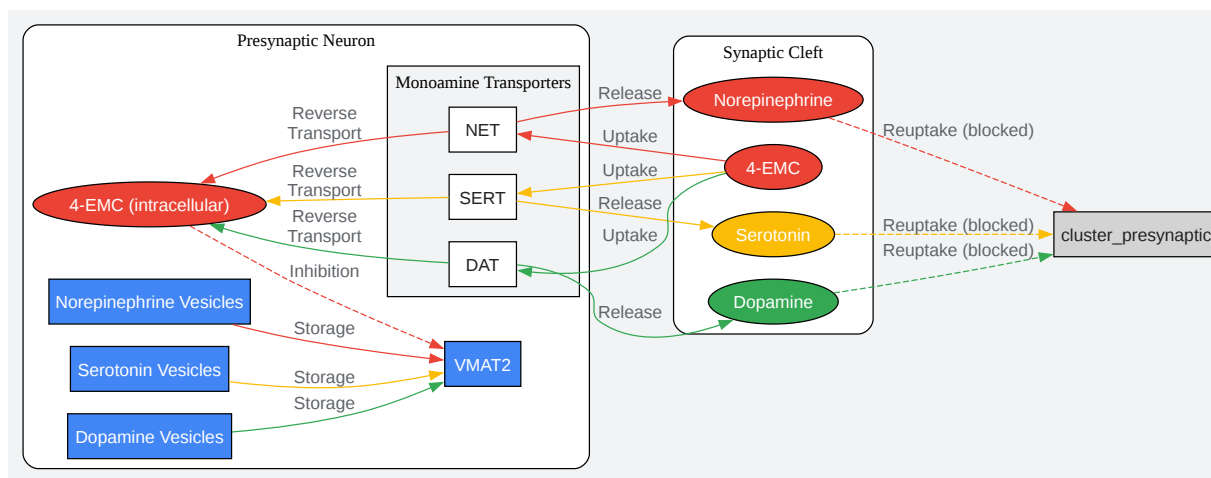 Presynaptic Neuron
Synaptic Cleft
Monoamine Transporters
NET
SERT
DAT
Release
Uptake
Uptake
Release
Uptake
Release
Norepinephrine
4-EMC
Serotonin
Dopamine
Reuptake (blocked)
Reuptake (blocked)
Reuptake (blocked)
cluster_presynaptic
Reverse
Transport
Reverse
Transport
Reverse
Transport
4-EMC (intracellular)
Inhibition
Norepinephrine Vesicles
Storage
Serotonin Vesicles
Storage
Dopamine Vesicles
Storage
VMAT2